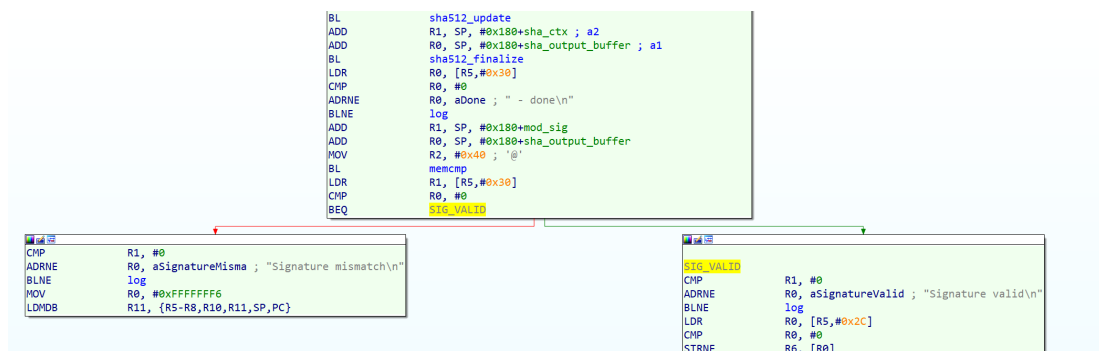 BL sha512_update
ADD R1, SP, #0x180+sha_ctx ; a2
ADD R0, SP, #0x180+sha_output_buffer ; a1
BL sha512_finalize
LDR R0, [R5,#0x30]
CMP R0, #0
ADRNE R0, aDone ; " - done\n"
BLNE log
ADD R1, SP, #0x180+mod_sig
ADD R0, SP, #0x180+sha_output_buffer
MOV R2, #0x40 ; '@'
BL memcmp
LDR R1, [R5,#0x30]
CMP R0, #0
BEQ SIG_VALID
CMP R1, #0
ADRNE R0, aSignatureMisma ; "Signature mismatch\n"
BLNE log
MOV R0, #0xFFFFFFF6
LDMDB R11, {R5-R8,R10,R11,SP,PC}
SIG_VALID
CMP R1, #0
ADRNE R0, aSignatureValid ; "Signature valid\n"
BLNE log
LDR R0, [R5,#0x2C]
CMP R0, #0
STRNE R6, [R0]